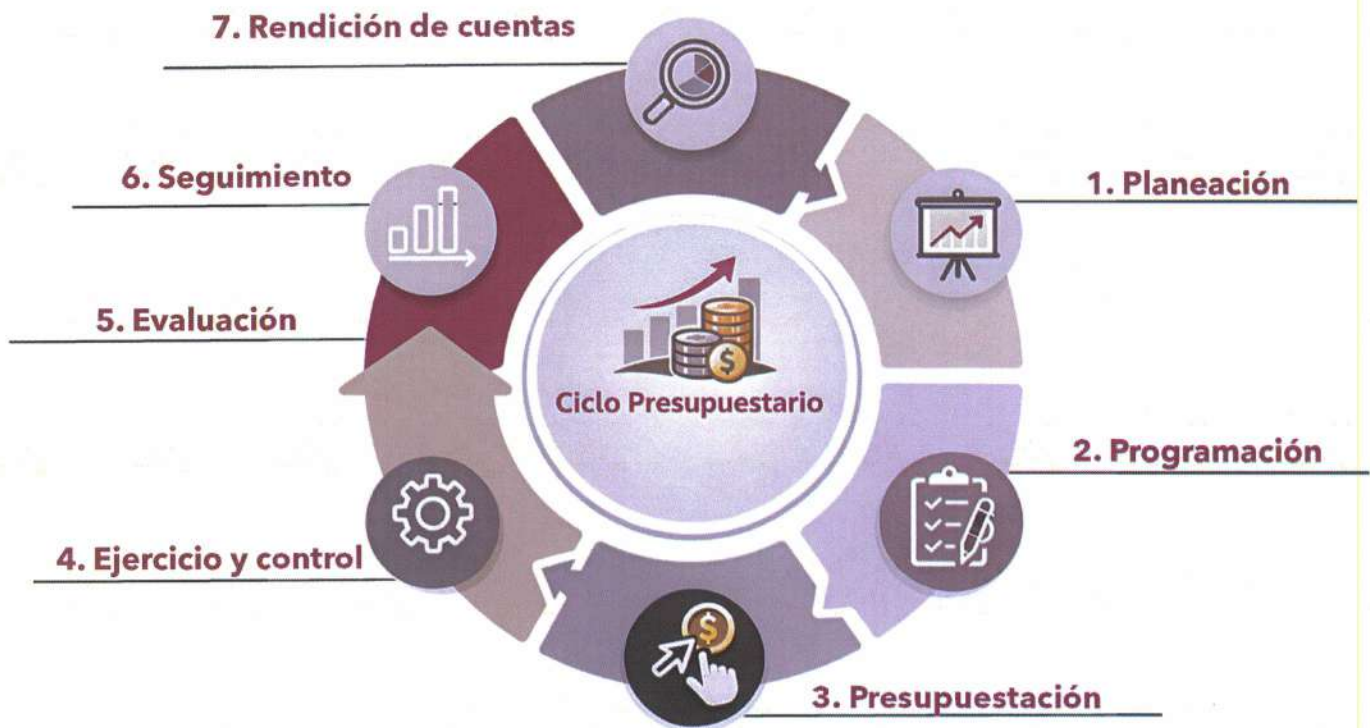 7. Rendición de cuentas
6. Seguimiento
1. Planeación
5. Evaluación
Ciclo Presupuestario
2. Programación
4. Ejercicio y control
3. Presupuestación
$
$